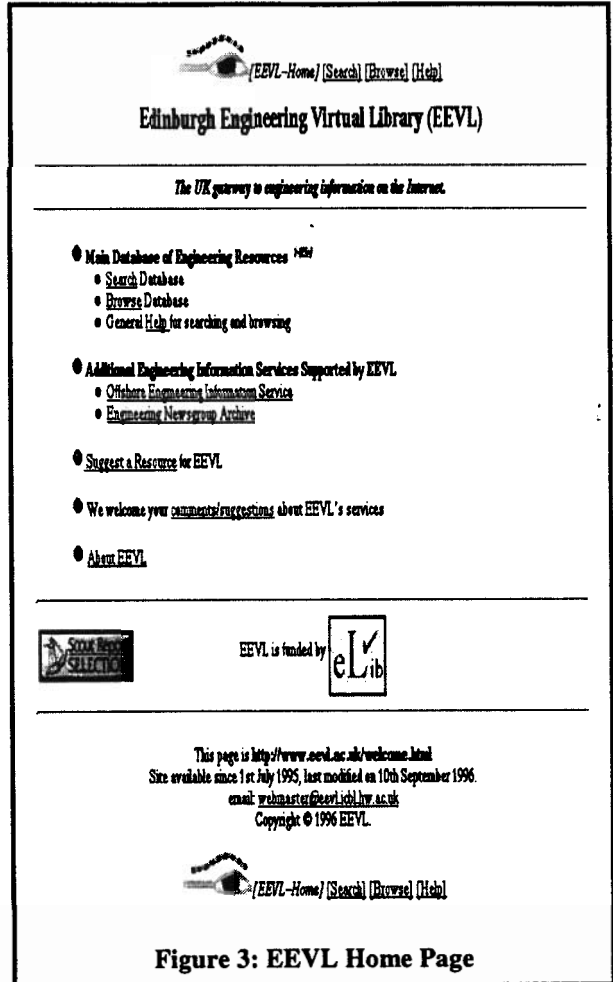 [EEVL-Home] [Search] [Browse] [Help]
Edinburgh Engineering Virtual Library (EEVL)
The UK gateway to engineering information on the Internet.
Main Database of Engineering Resources NEW
Search Database
Browse Database
General Help for searching and browsing
Additional Engineering Information Services Supported by EEVL
Offshore Engineering Information Service
Engineering Newsgroup Archive
Suggest a Resource for EEVL
We welcome your comments/suggestions about EEVL's services
About EEVL
Scout Report
SELECTION
EEVL is funded by
eLib
This page is http://www.eevl.ac.uk/welcome.html
Site available since 1st July 1995, last modified on 10th September 1996.
email: webmaster@eevl.icbl.hw.ac.uk
Copyright © 1996 EEVL.
[EEVL-Home] [Search] [Browse] [Help]
Figure 3: EEVL Home Page